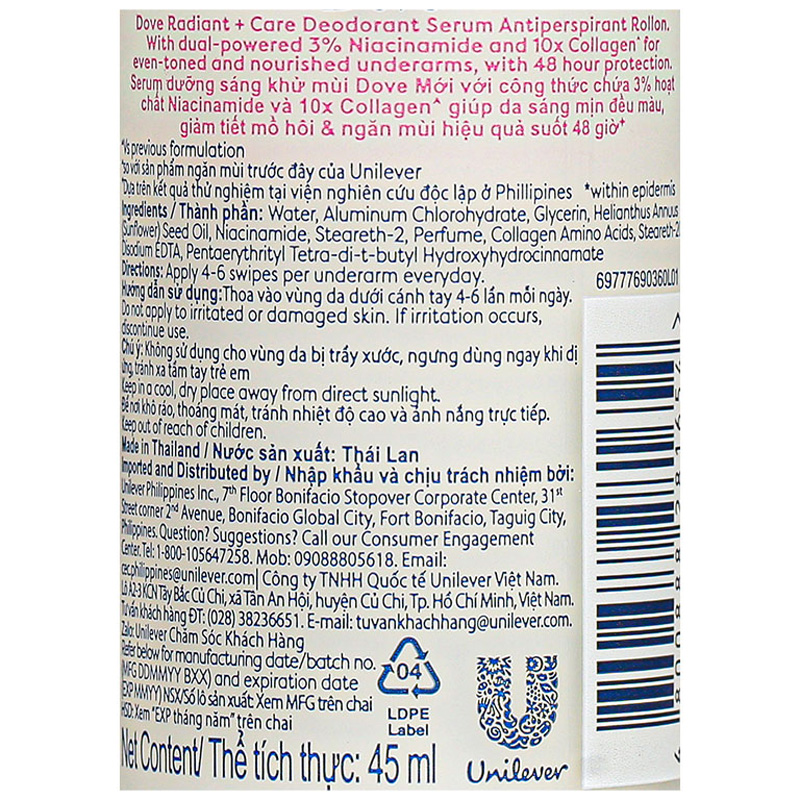 Dove Radiant + Care Deodorant Serum Antiperspirant Rollon.
With dual-powered 3% Niacinamide and 10x Collagen^ for
even-toned and nourished underarms, with 48 hour protection.
Serum dưỡng sáng khử mùi Dove Mới với công thức chứa 3% hoạt
chất Niacinamide và 10x Collagen^ giúp da sáng mịn đều màu,
giảm tiết mồ hôi & ngăn mùi hiệu quả suốt 48 giờ+
*Vs previous formulation
*so với sản phẩm ngăn mùi trước đây của Unilever
+Dựa trên kết quả thử nghiệm tại viện nghiên cứu độc lập ở Phillipines *within epidermis
Ingredients / Thành phần: Water, Aluminum Chlorohydrate, Glycerin, Helianthus Annuus
(Sunflower) Seed Oil, Niacinamide, Steareth-2, Perfume, Collagen Amino Acids, Steareth-2
Disodium EDTA, Pentaerythrityl Tetra-di-t-butyl Hydroxyhydrocinnamate
Directions: Apply 4-6 swipes per underarm everyday.
69777690360L01
Hướng dẫn sử dụng:Thoa vào vùng da dưới cánh tay 4-6 lần mỗi ngày.
Do not apply to irritated or damaged skin. If irritation occurs,
discontinue use.
Chú ý: Không sử dụng cho vùng da bị trầy xước, ngưng dùng ngay khi dị
ứng, tránh xa tầm tay trẻ em
Keep in a cool, dry place away from direct sunlight.
Để nơi khô ráo, thoáng mát, tránh nhiệt độ cao và ánh nắng trực tiếp.
Keep out of reach of children.
Made in Thailand / Nước sản xuất: Thái Lan
Imported and Distributed by / Nhập khẩu và chịu trách nhiệm bởi:
Unilever Philippines Inc., 7th Floor Bonifacio Stopover Corporate Center, 31st
Street corner 2nd Avenue, Bonifacio Global City, Fort Bonifacio, Taguig City,
Philippines. Question? Suggestions? Call our Consumer Engagement
Center. Tel: 1-800-105647258. Mob: 09088805618. Email:
cec.philippines@unilever.com| Công ty TNHH Quốc tế Unilever Việt Nam.
Lô A2-3 KCN Tây Bắc Củ Chi, xã Tân An Hội, huyện Củ Chi, Tp. Hồ Chí Minh, Việt Nam.
Tư vấn khách hàng ĐT: (028) 38236651. E-mail: tuvankhachhang@unilever.com.
Zalo: Unilever Chăm Sóc Khách Hàng
Refer below for manufacturing date/batch no.
(MFG DDMMYY BXX) and expiration date
(EXP MMYY) NSX/Số lô sản xuất: Xem MFG trên chai
HSD: Xem "EXP tháng năm" trên chai
04
LDPE
Label
Net Content/ Thể tích thực: 45 ml
Unilever